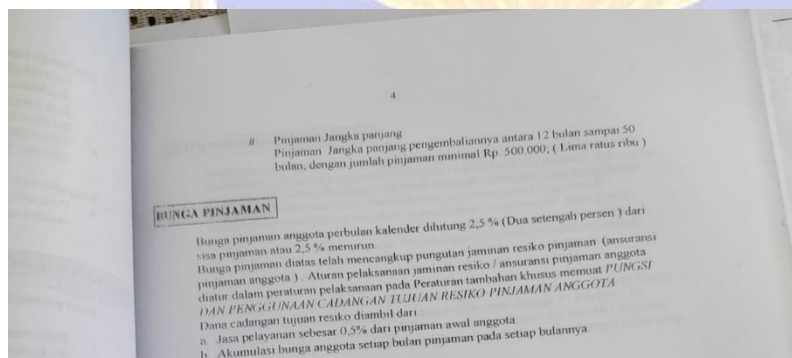 4
# Pinjaman Jangka panjang
Pinjaman Jangka panjang pengembaliannya antara 12 bulan sampai 50
bulan, dengan jumlah pinjaman minimal Rp. 500.000; ( Lima ratus ribu )
BUNGA PINJAMAN
Bunga pinjaman anggota perbulan kalender dihitung 2,5 % (Dua setengah persen ) dari
sisa pinjaman atau 2,5 % menurun.
Bunga pinjaman diatas telah mencangkup pungutan jaminan resiko pinjaman (ansuransi
pinjaman anggota ) . Aturan pelaksanaan jaminan resiko / ansuransi pinjaman anggota
diatur dalam peraturan pelaksanaan pada Peraturan tambahan khusus memuat PUNGSI
DAN PENGGUNAAN CADANGAN TUJUAN RESIKO PINJAMAN ANGGOTA
Dana cadangan tujuan resiko diambil dari :
a. Jasa pelayanan sebesar 0,5% dari pinjaman awal anggota.
b. Akumulasi bunga anggota setiap bulan pinjaman pada setiap bulannya